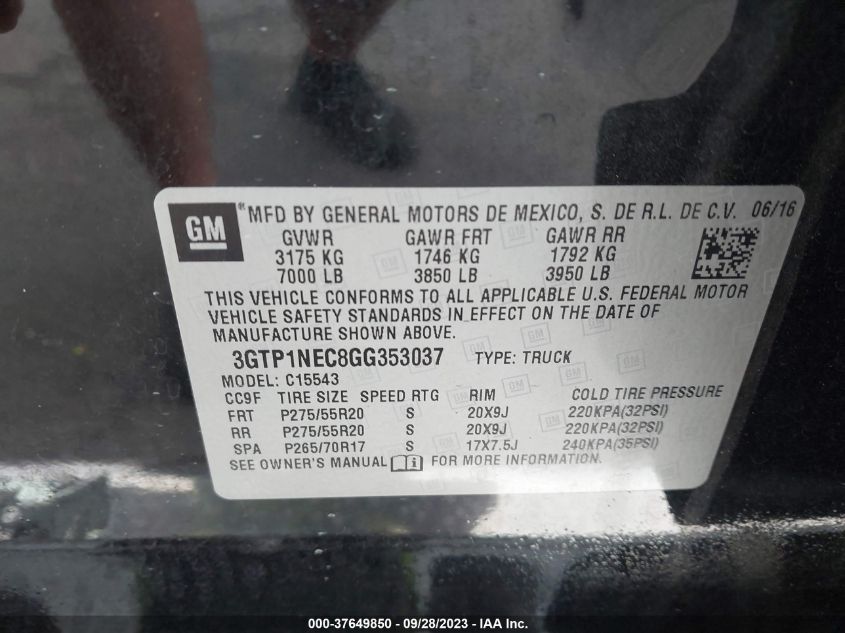 GM ® MFD BY GENERAL MOTORS DE MEXICO, S. DE R.L. DE C.V. 06/16
GVWR GAWR FRT GAWR RR
3175 KG 1746 KG 1792 KG
7000 LB 3850 LB 3950 LB
THIS VEHICLE CONFORMS TO ALL APPLICABLE U.S. FEDERAL MOTOR
VEHICLE SAFETY STANDARDS IN EFFECT ON THE DATE OF
MANUFACTURE SHOWN ABOVE.
3GTP1NEC8GG353037 TYPE: TRUCK
MODEL: C15543
CC9F TIRE SIZE SPEED RTG RIM COLD TIRE PRESSURE
FRT P275/55R20 S 20X9J 220KPA(32PSI)
RR P275/55R20 S 20X9J 220KPA(32PSI)
SPA P265/70R17 S 17X7.5J 240KPA(35PSI)
SEE OWNER'S MANUAL FOR MORE INFORMATION.
000-37649850 - 09/28/2023 - IAA Inc.